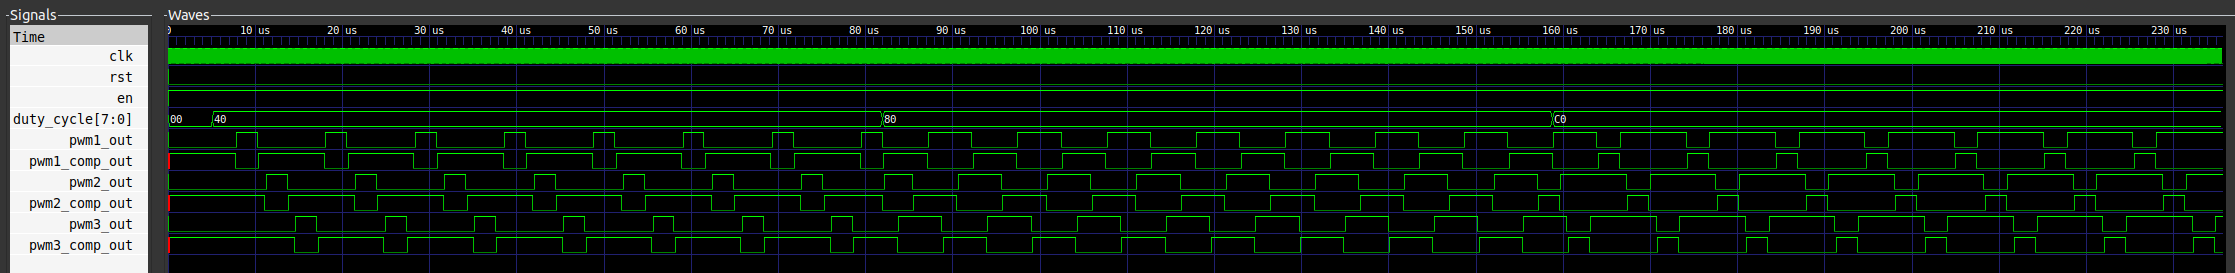 Signals Waves
Time
0 10 us 20 us 30 us 40 us 50 us 60 us 70 us 80 us 90 us 100 us 110 us 120 us 130 us 140 us 150 us 160 us 170 us 180 us 190 us 200 us 210 us 220 us 230 us
clk
rst
en
duty_cycle[7:0] 00 40 80 C0
pwm1_out
pwm1_comp_out
pwm2_out
pwm2_comp_out
pwm3_out
pwm3_comp_out